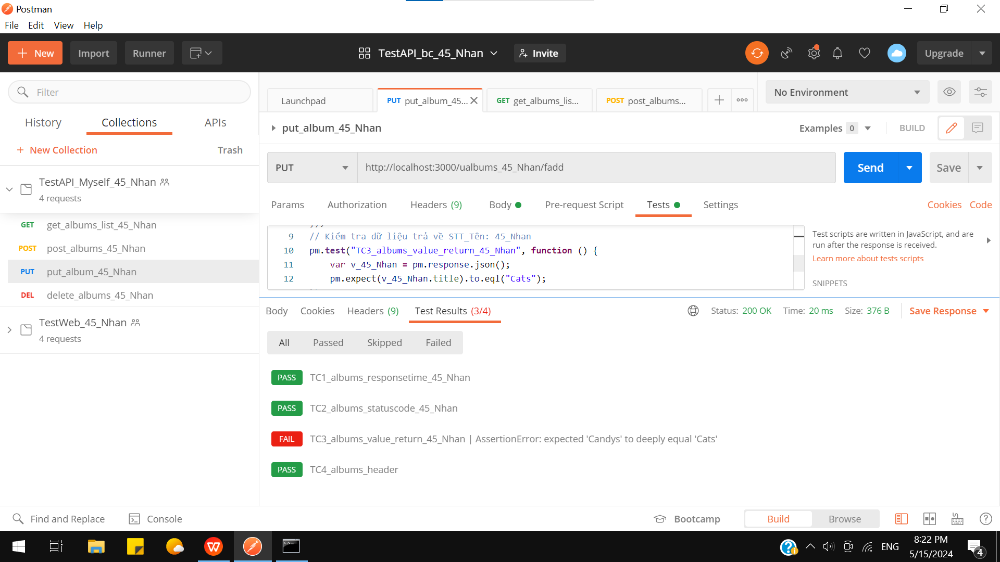 Postman
File Edit View Help
New Import Runner TestAPI_bc_45_Nhan Invite Upgrade
Filter
History Collections APIs
+ New Collection Trash
TestAPI_Myself_45_Nhan
4 requests
GET get_albums_list_45_Nhan
POST post_albums_45_Nhan
PUT put_album_45_Nhan
DEL delete_albums_45_Nhan
TestWeb_45_Nhan
4 requests
Launchpad PUT put_album_45... GET get_albums_lis... POST post_albums... No Environment
put_album_45_Nhan Examples 0 BUILD
PUT http://localhost:3000/ualbums_45_Nhan/fadd Send Save
Params Authorization Headers (9) Body Pre-request Script Tests Settings Cookies Code
9 // Kiểm tra dữ liệu trả về STT_Tên: 45_Nhan
10 pm.test("TC3_albums_value_return_45_Nhan", function () {
11 var v_45_Nhan = pm.response.json();
12 pm.expect(v_45_Nhan.title).to.eql("Cats");
Test scripts are written in JavaScript, and are
run after the response is received.
Learn more about tests scripts
SNIPPETS
Body Cookies Headers (9) Test Results (3/4) Status: 200 OK Time: 20 ms Size: 376 B Save Response
All Passed Skipped Failed
PASS TC1_albums_responsetime_45_Nhan
PASS TC2_albums_statuscode_45_Nhan
FAIL TC3_albums_value_return_45_Nhan | AssertionError: expected 'Candys' to deeply equal 'Cats'
PASS TC4_albums_header
Find and Replace Console Bootcamp Build Browse
ENG
8:22 PM
5/15/2024
4